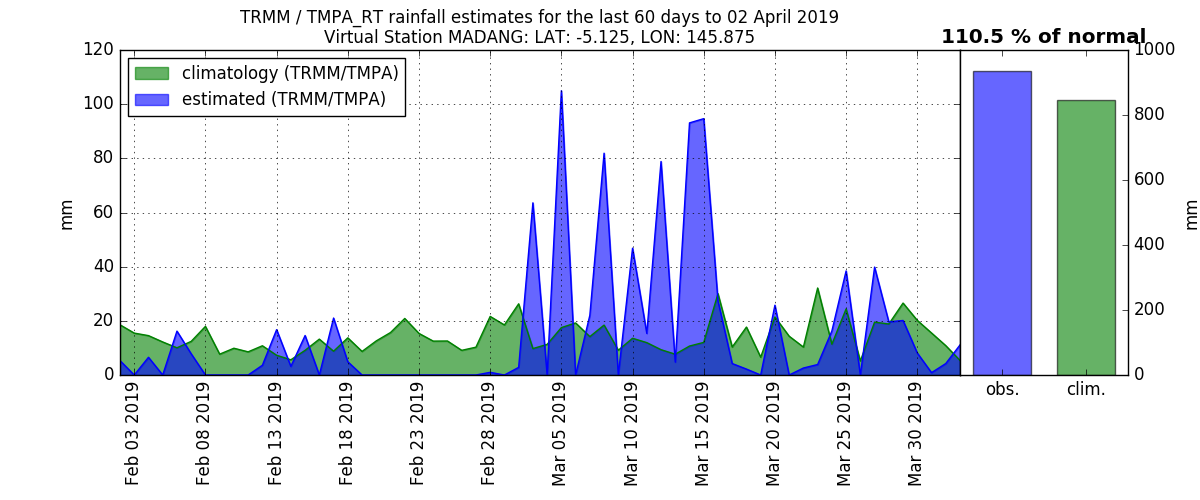 TRMM / TMPA_RT rainfall estimates for the last 60 days to 02 April 2019
Virtual Station MADANG: LAT: -5.125, LON: 145.875
110.5 % of normal
climatology (TRMM/TMPA)
estimated (TRMM/TMPA)
mm
120
100
80
60
40
20
0
Feb 03 2019
Feb 08 2019
Feb 13 2019
Feb 18 2019
Feb 23 2019
Feb 28 2019
Mar 05 2019
Mar 10 2019
Mar 15 2019
Mar 20 2019
Mar 25 2019
Mar 30 2019
1000
800
600
400
200
0
mm
obs.
clim.